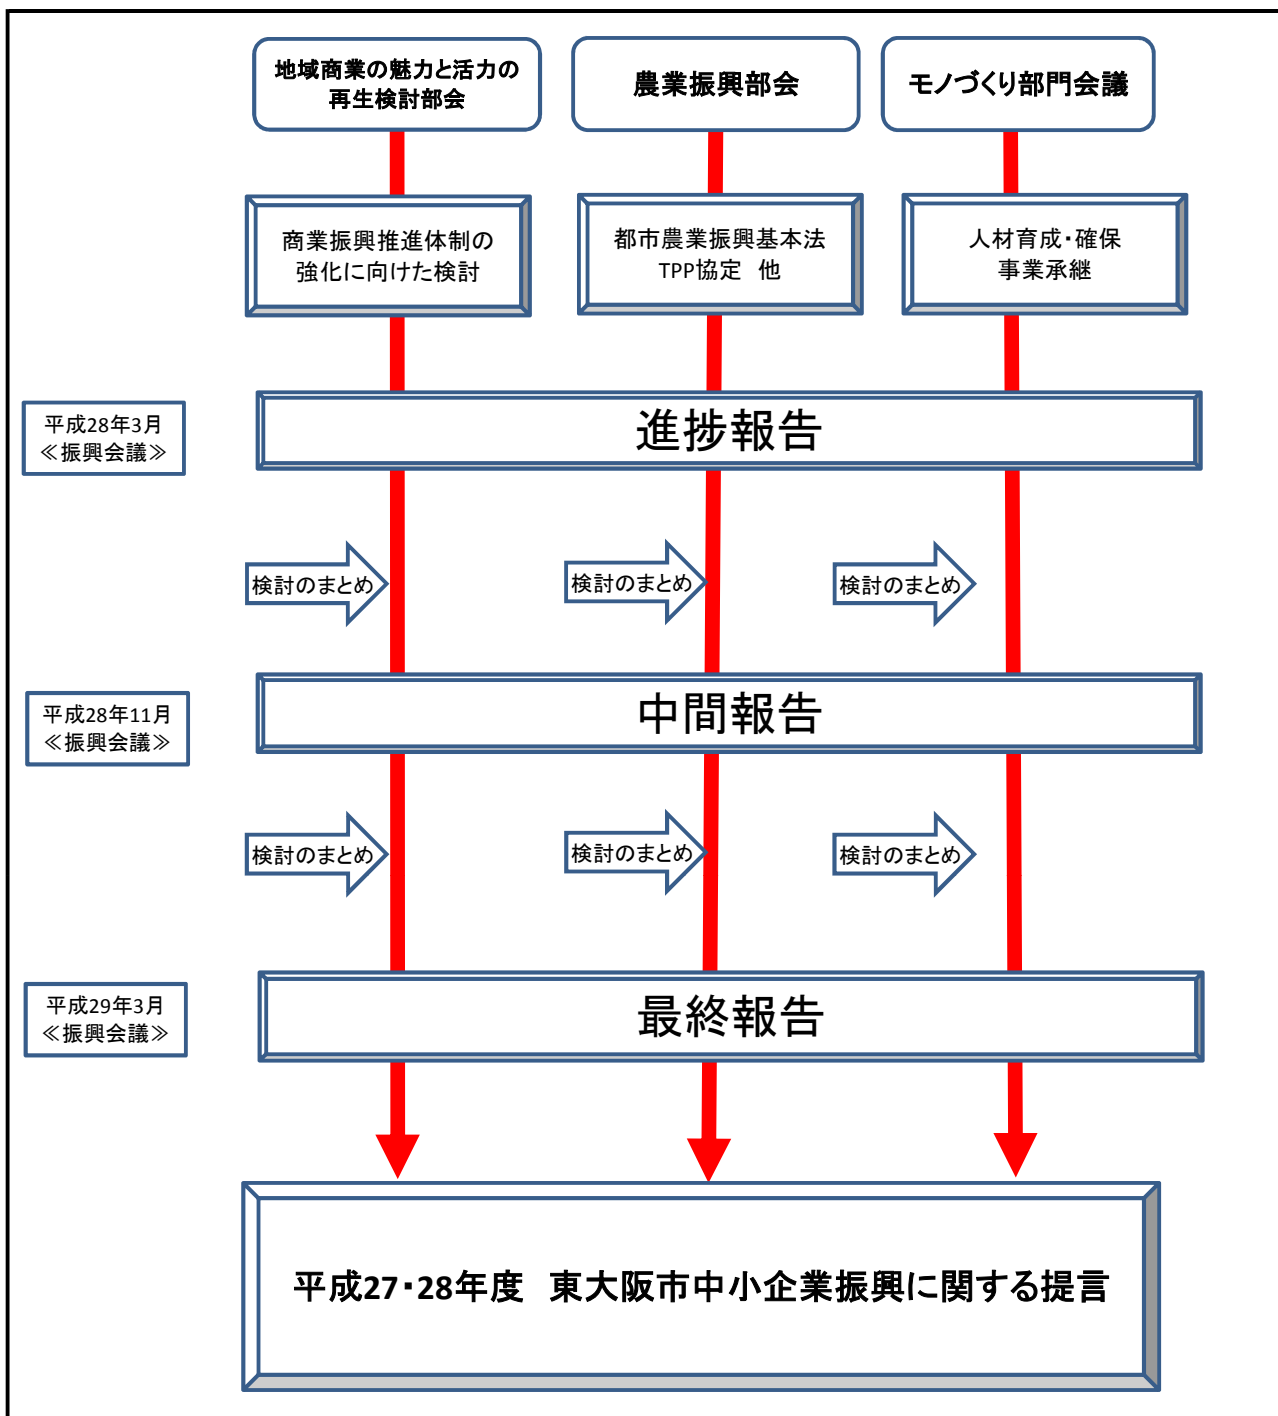 地域商業の魅力と活力の
再生検討部会
農業振興部会
モノづくり部門会議
商業振興推進体制の
強化に向けた検討
都市農業振興基本法
TPP協定　他
人材育成・確保
事業承継
平成28年3月
≪振興会議≫
進捗報告
検討のまとめ
検討のまとめ
検討のまとめ
平成28年11月
≪振興会議≫
中間報告
検討のまとめ
検討のまとめ
検討のまとめ
平成29年3月
≪振興会議≫
最終報告
平成27・28年度　東大阪市中小企業振興に関する提言